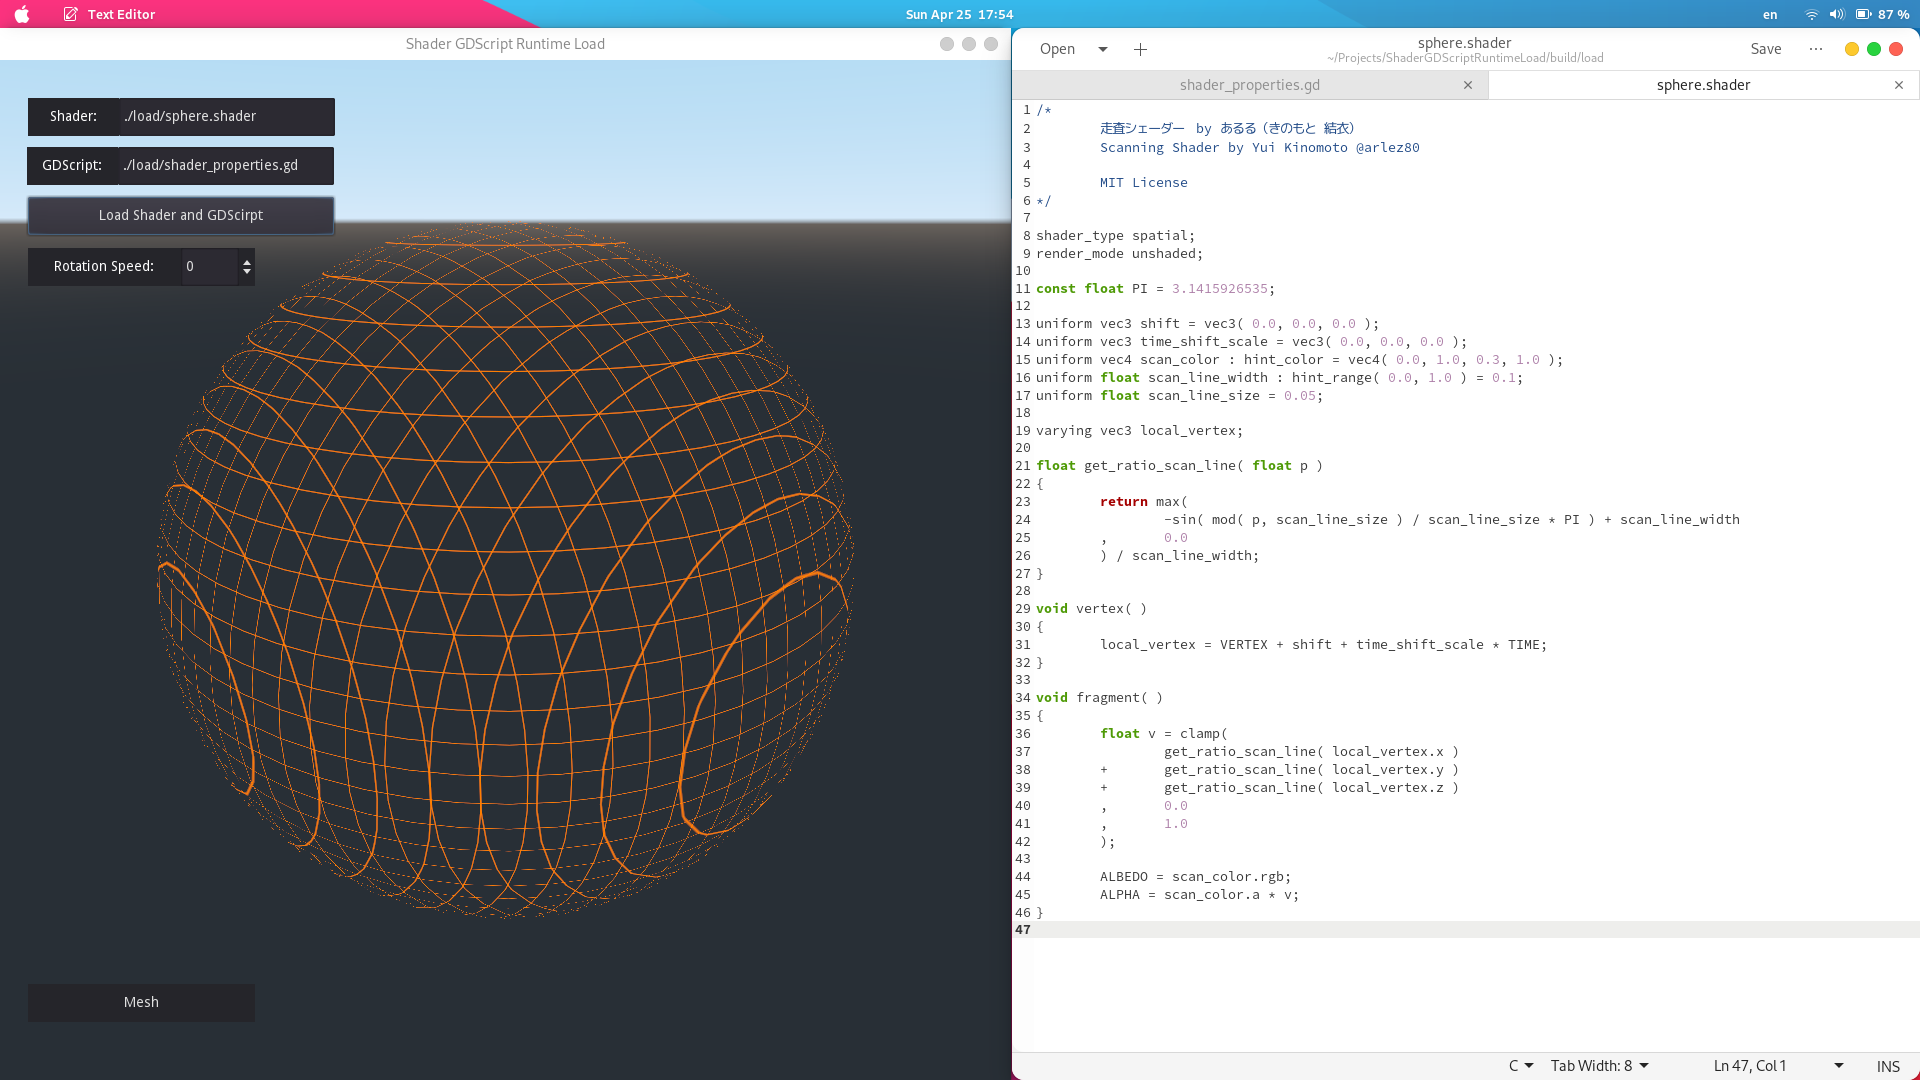 Text Editor
Sun Apr 25 17:54
en
87 %
Shader GDScript Runtime Load
Shader: ./load/sphere.shader
GDScript: ./load/shader_properties.gd
Load Shader and GDScirpt
Rotation Speed: 0
Mesh
Open
sphere.shader
~/Projects/ShaderGDScriptRuntimeLoad/build/load
Save
shader_properties.gd
sphere.shader
1 /*
2 走査シェーダー by あるる（きのもと 結衣）
3 Scanning Shader by Yui Kinomoto @arlez80
4
5 MIT License
6 */
7
8 shader_type spatial;
9 render_mode unshaded;
10
11 const float PI = 3.1415926535;
12
13 uniform vec3 shift = vec3( 0.0, 0.0, 0.0 );
14 uniform vec3 time_shift_scale = vec3( 0.0, 0.0, 0.0 );
15 uniform vec4 scan_color : hint_color = vec4( 0.0, 1.0, 0.3, 1.0 );
16 uniform float scan_line_width : hint_range( 0.0, 1.0 ) = 0.1;
17 uniform float scan_line_size = 0.05;
18
19 varying vec3 local_vertex;
20
21 float get_ratio_scan_line( float p )
22 {
23 return max(
24 -sin( mod( p, scan_line_size ) / scan_line_size * PI ) + scan_line_width
25 , 0.0
26 ) / scan_line_width;
27 }
28
29 void vertex( )
30 {
31 local_vertex = VERTEX + shift + time_shift_scale * TIME;
32 }
33
34 void fragment( )
35 {
36 float v = clamp(
37 get_ratio_scan_line( local_vertex.x )
38 + get_ratio_scan_line( local_vertex.y )
39 + get_ratio_scan_line( local_vertex.z )
40 , 0.0
41 , 1.0
42 );
43
44 ALBEDO = scan_color.rgb;
45 ALPHA = scan_color.a * v;
46 }
47
C
Tab Width: 8
Ln 47, Col 1
INS